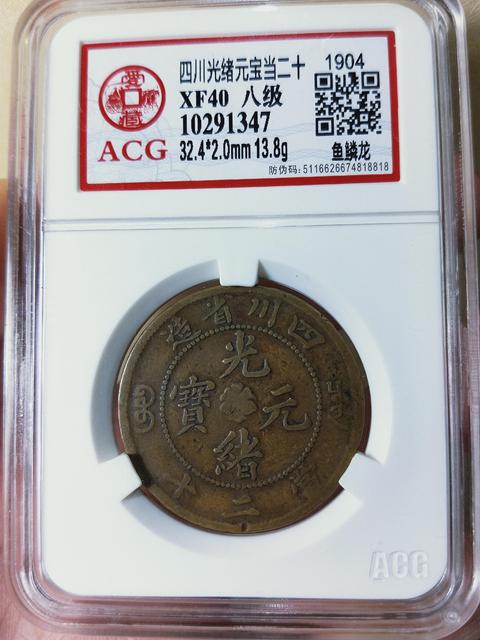 四川光绪元宝当二十 1904
XF40 八级
10291347
ACG 32.4*2.0mm 13.8g 鱼鳞龙
防伪码: 5116626674818818
造省川四
光
寶 元
緒
十二當
ACG